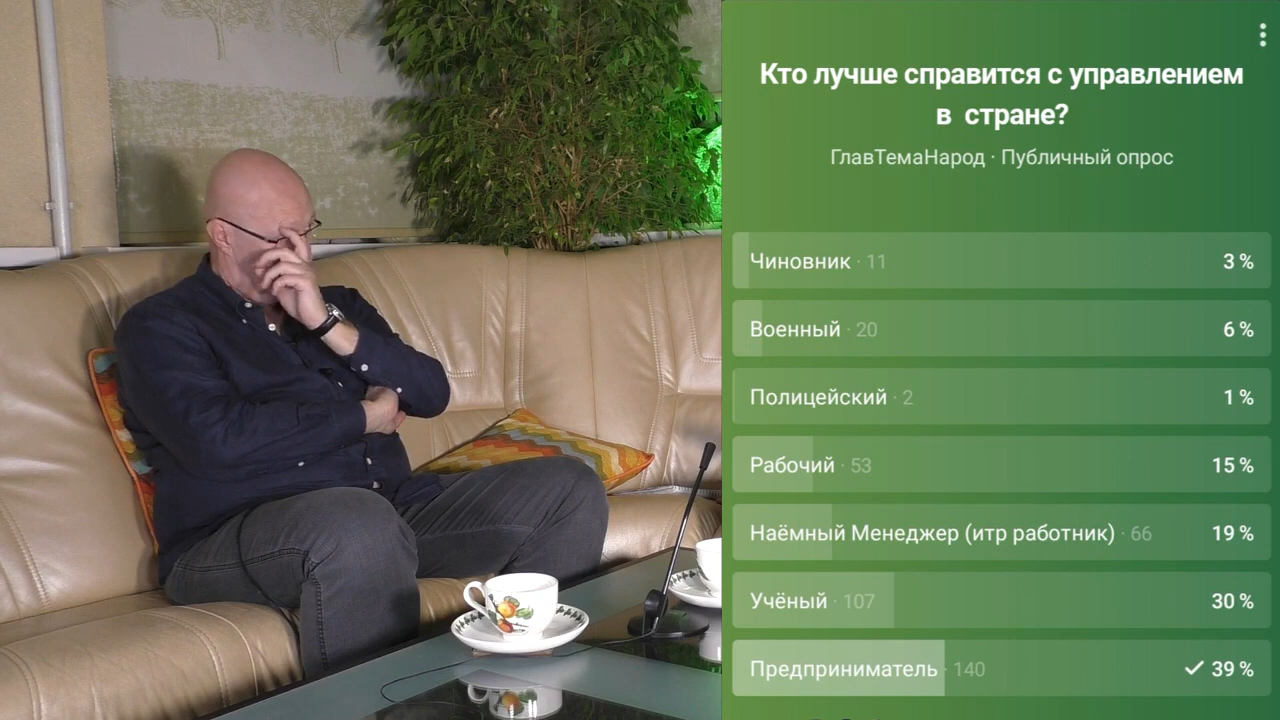 Кто лучше справится с управлением
в стране?
ГлавТемаНарод · Публичный опрос
Чиновник · 11 3 %
Военный · 20 6 %
Полицейский · 2 1 %
Рабочий · 53 15 %
Наёмный Менеджер (итр работник) · 66 19 %
Учёный · 107 30 %
Предприниматель · 140 39 %